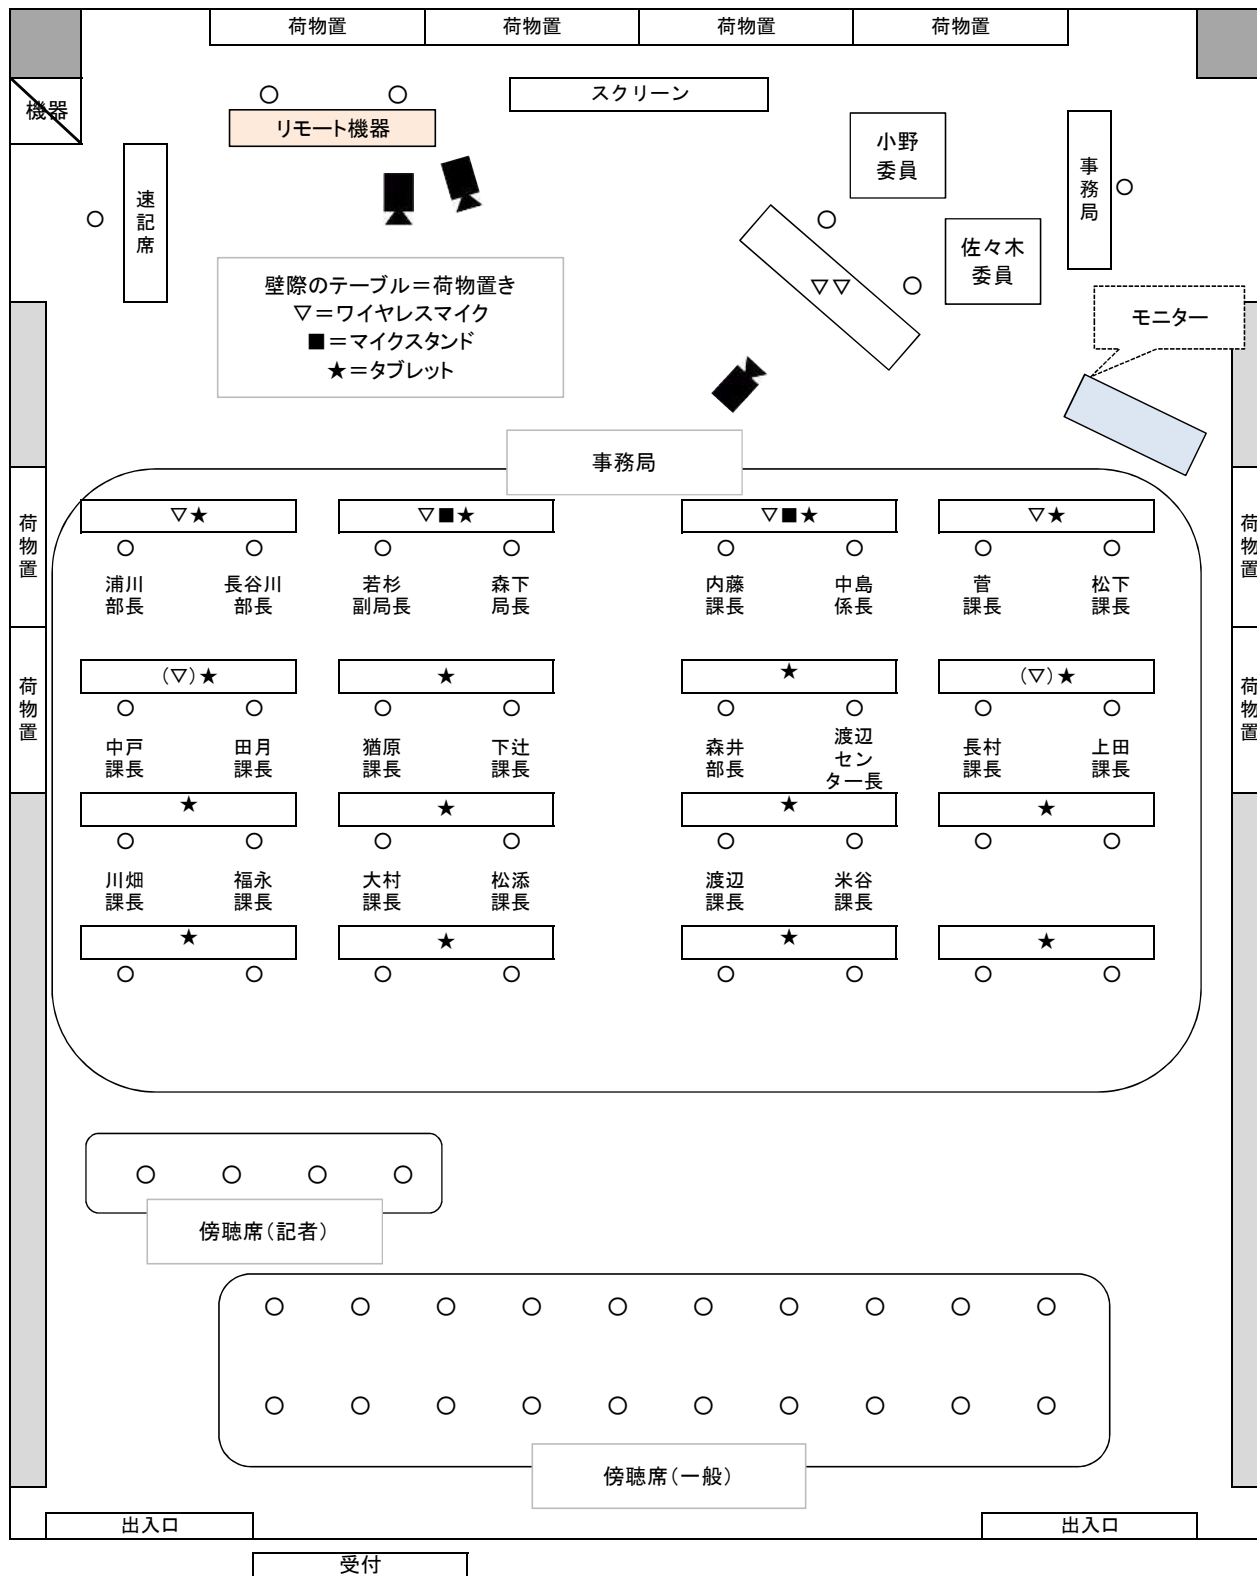 荷物置
荷物置
荷物置
荷物置
機器
スクリーン
リモート機器
小野
委員
事務局
速記席
佐々木
委員
▽▽
壁際のテーブル＝荷物置き
▽＝ワイヤレスマイク
■＝マイクスタンド
★＝タブレット
モニター
事務局
荷物置
荷物置
▽★
▽■★
▽■★
▽★
浦川
部長
長谷川
部長
若杉
副局長
森下
局長
内藤
課長
中島
係長
菅
課長
松下
課長
荷物置
荷物置
(▽)★
★
★
(▽)★
中戸
課長
田月
課長
猶原
課長
下辻
課長
森井
部長
渡辺
セン
ター長
長村
課長
上田
課長
★
★
★
★
川畑
課長
福永
課長
大村
課長
松添
課長
渡辺
課長
米谷
課長
★
★
★
★
傍聴席(記者)
傍聴席(一般)
出入口
出入口
受付